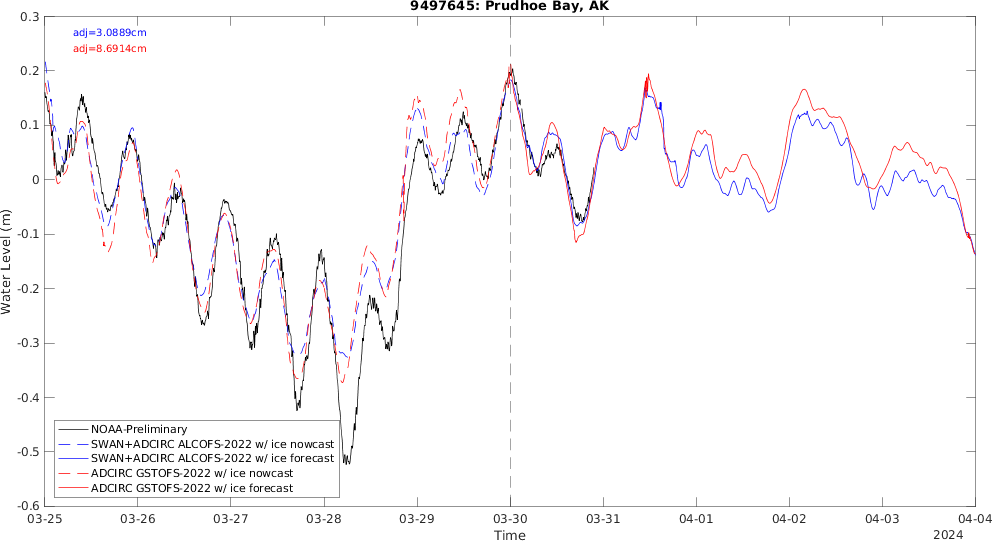 9497645: Prudhoe Bay, AK
adj=3.0889cm
adj=8.6914cm
0.3
0.2
0.1
0
-0.1
-0.2
-0.3
-0.4
-0.5
-0.6
Water Level (m)
NOAA-Preliminary
SWAN+ADCIRC ALCOFS-2022 w/ ice nowcast
SWAN+ADCIRC ALCOFS-2022 w/ ice forecast
ADCIRC GSTOFS-2022 w/ ice nowcast
ADCIRC GSTOFS-2022 w/ ice forecast
03-25 03-26 03-27 03-28 03-29 03-30 03-31 04-01 04-02 04-03 04-04
Time
2024